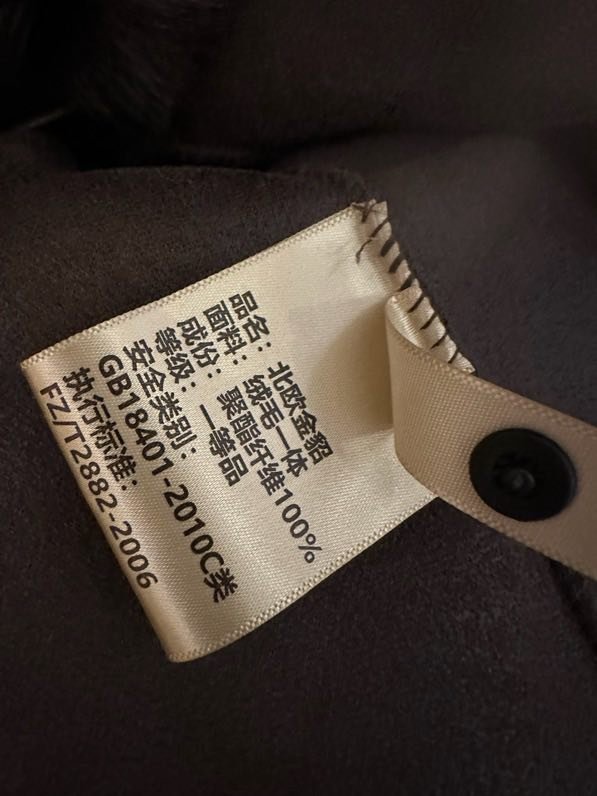 品名：北欧金貂
面料：绒毛一体
成份：聚酯纤维100%
等级：一等品
安全类别：
GB18401-2010C类
执行标准：
FZ/T2882-2006